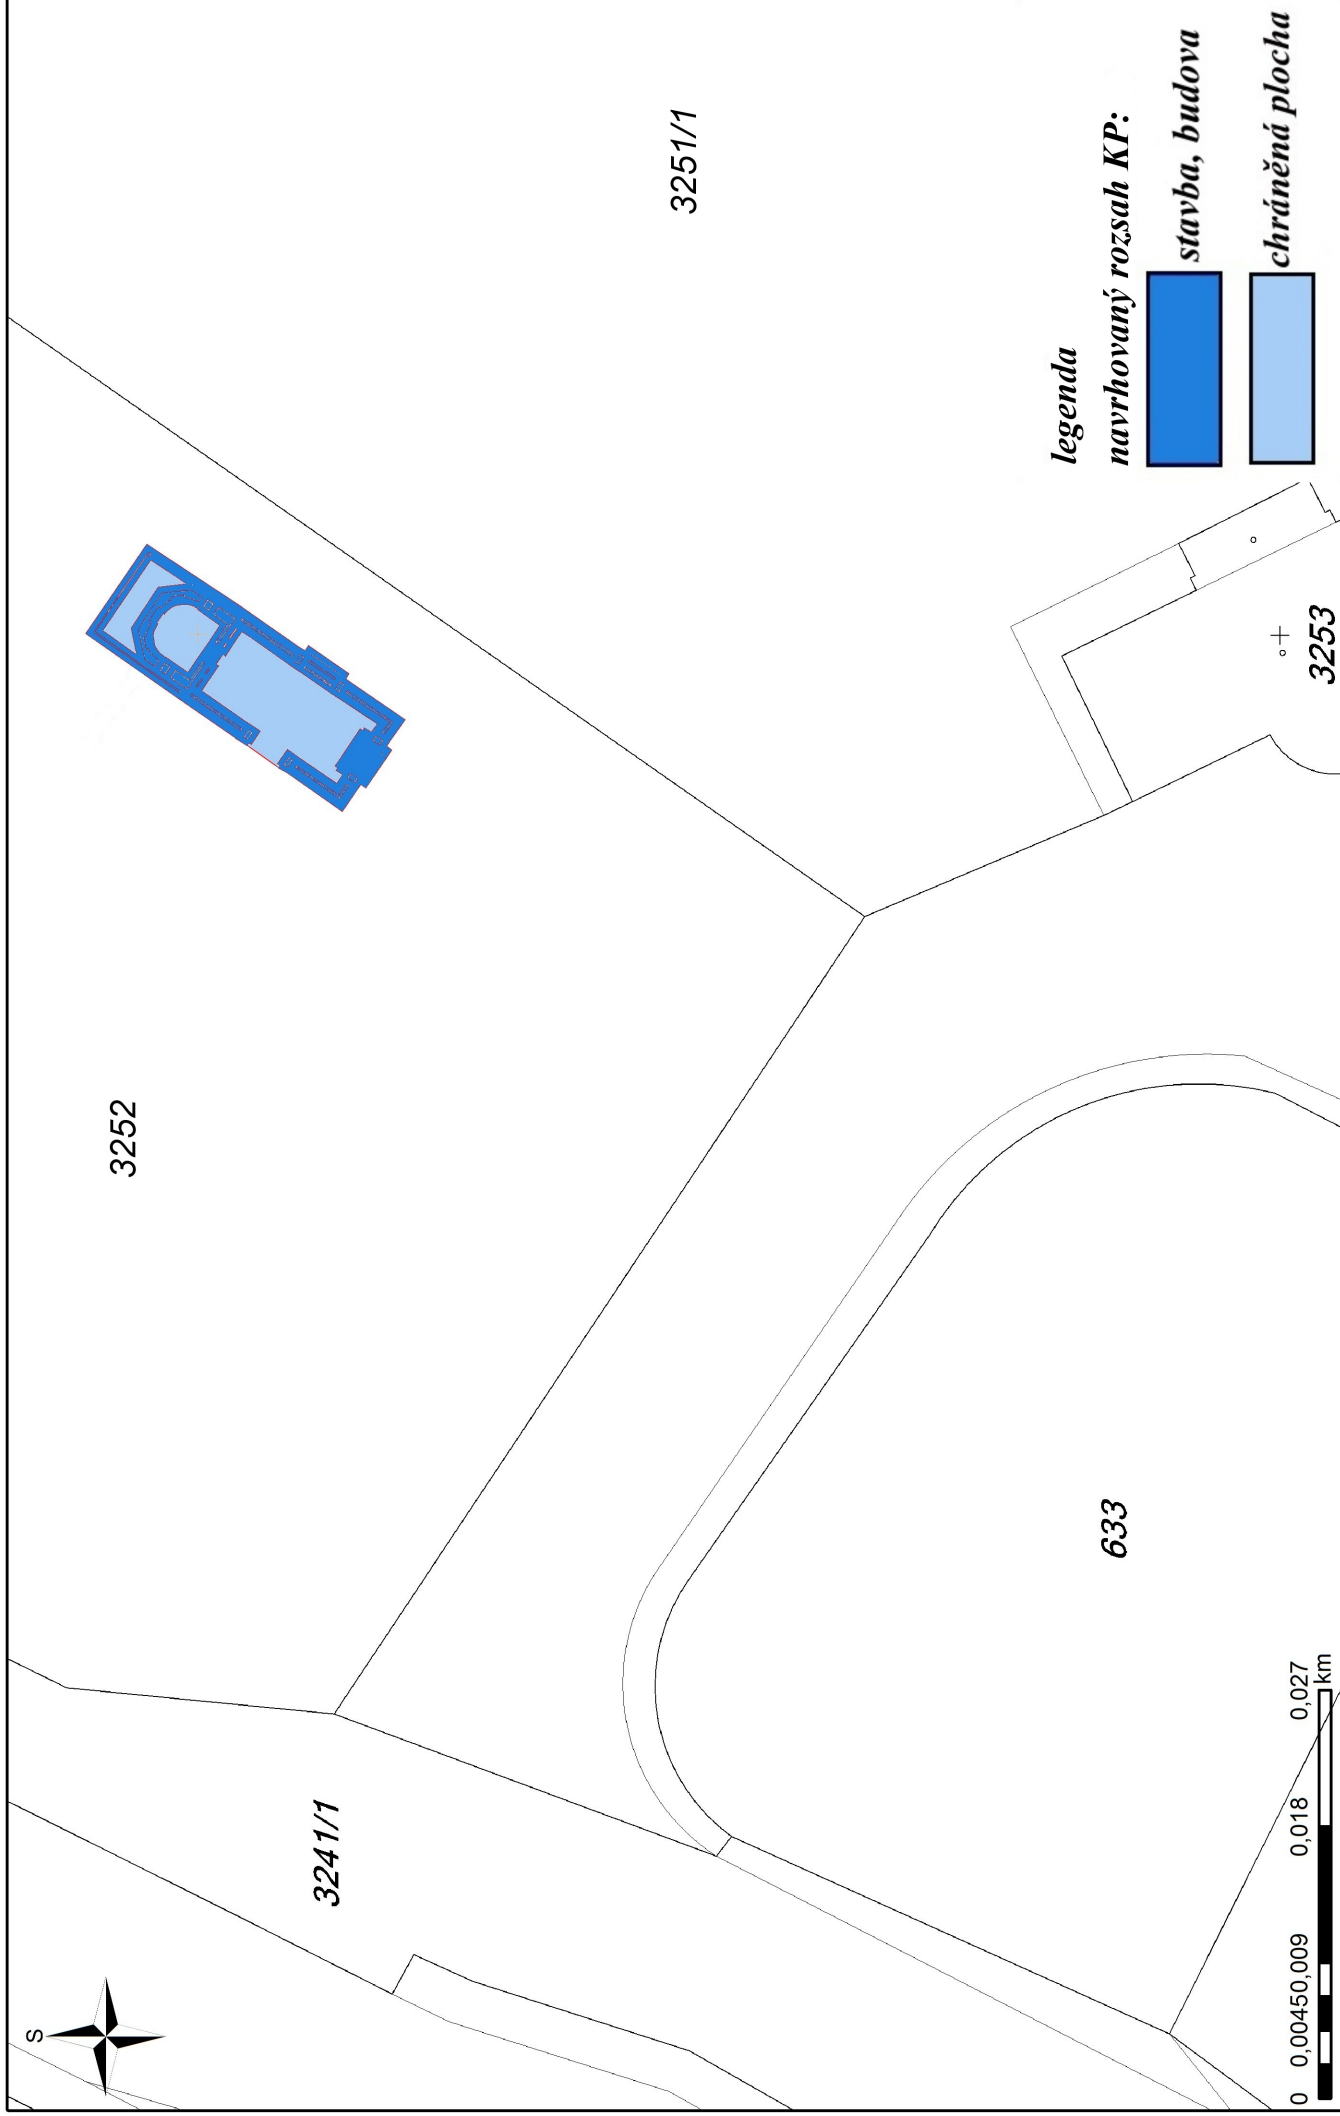 3252
3251/1
3241/1
633
3253
S
legenda
navrhovaný rozsah KP:
stavba, budova
chráněná plocha
0 0,00450,009 0,018 0,027
km